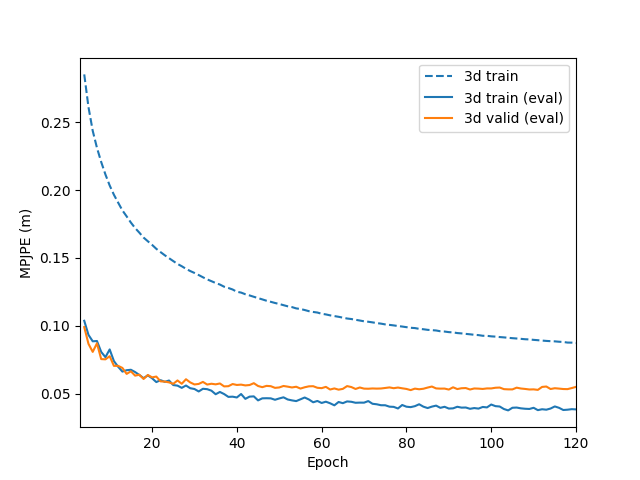 3d train
3d train (eval)
3d valid (eval)
MPJPE (m)
0.25
0.20
0.15
0.10
0.05
20 40 60 80 100 120
Epoch